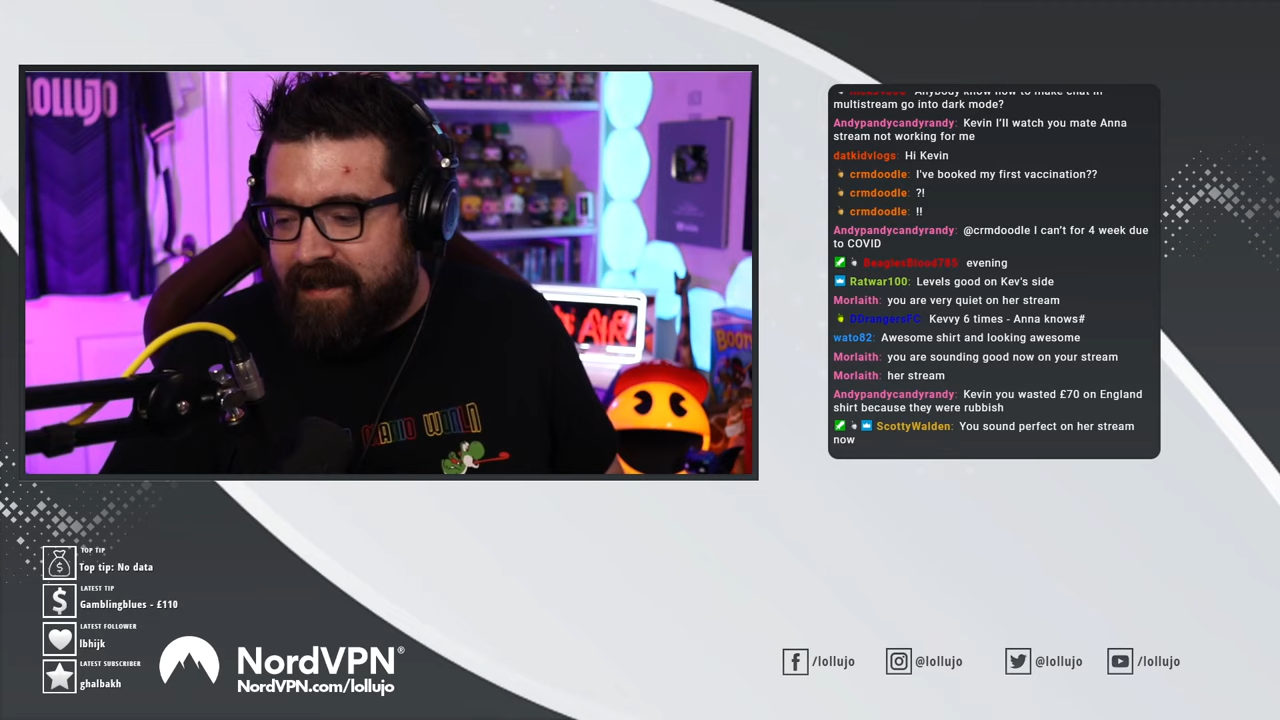 lOLLUJO
AIR
BOO
MARIO WORLD
Anybody know how to make chat in
multistream go into dark mode?
Andypandycandyrandy: Kevin I'll watch you mate Anna
stream not working for me
datkidvlogs: Hi Kevin
crmdoodle: I've booked my first vaccination??
crmdoodle: ?!
crmdoodle: !!
Andypandycandyrandy: @crmdoodle I can't for 4 week due
to COVID
BeaglesBlood785: evening
Ratwar100: Levels good on Kev's side
Morlaith: you are very quiet on her stream
DDrangersFC: Kevvy 6 times - Anna knows#
wato82: Awesome shirt and looking awesome
Morlaith: you are sounding good now on your stream
Morlaith: her stream
Andypandycandyrandy: Kevin you wasted £70 on England
shirt because they were rubbish
ScottyWalden: You sound perfect on her stream
now
TOP TIP
Top tip: No data
LATEST TIP
Gamblingblues - £110
LATEST FOLLOWER
lbhijk
LATEST SUBSCRIBER
ghalbakh
NordVPN®
NordVPN.com/lollujo
/lollujo
@lollujo
@lollujo
/lollujo